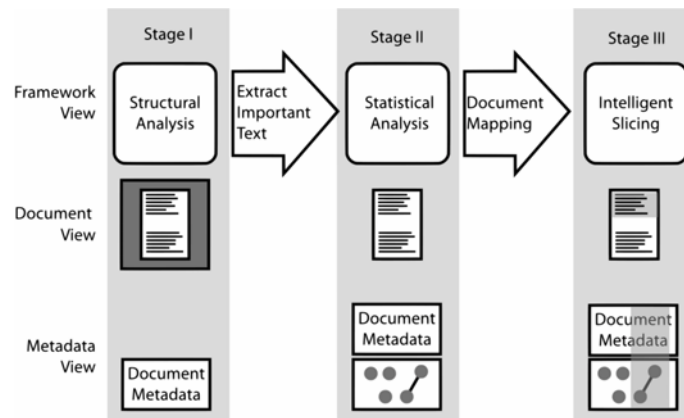 Stage I
Stage II
Stage III
Framework
View
Structural
Analysis
Extract
Important
Text
Statistical
Analysis
Document
Mapping
Intelligent
Slicing
Document
View
Metadata
View
Document
Metadata
Document
Metadata
Document
Metadata